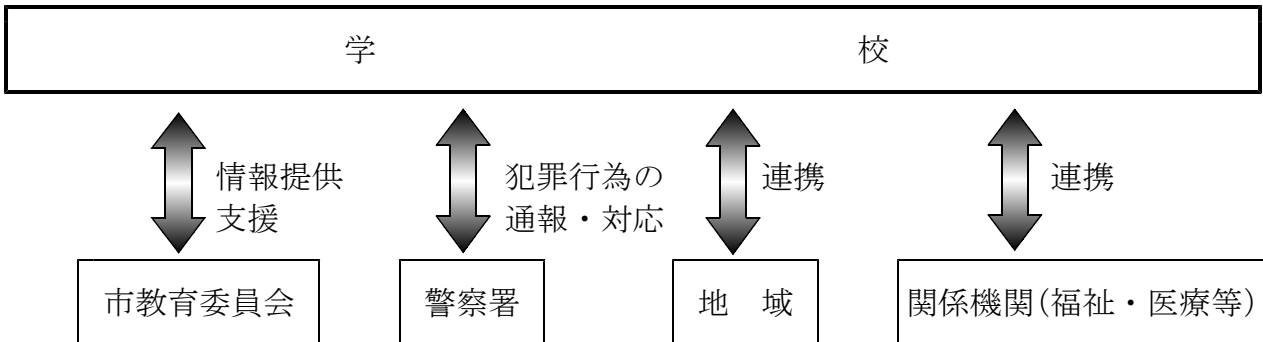 学　校
情報提供
支援
犯罪行為の
通報・対応
連携
連携
市教育委員会
警察署
地　域
関係機関(福祉・医療等)